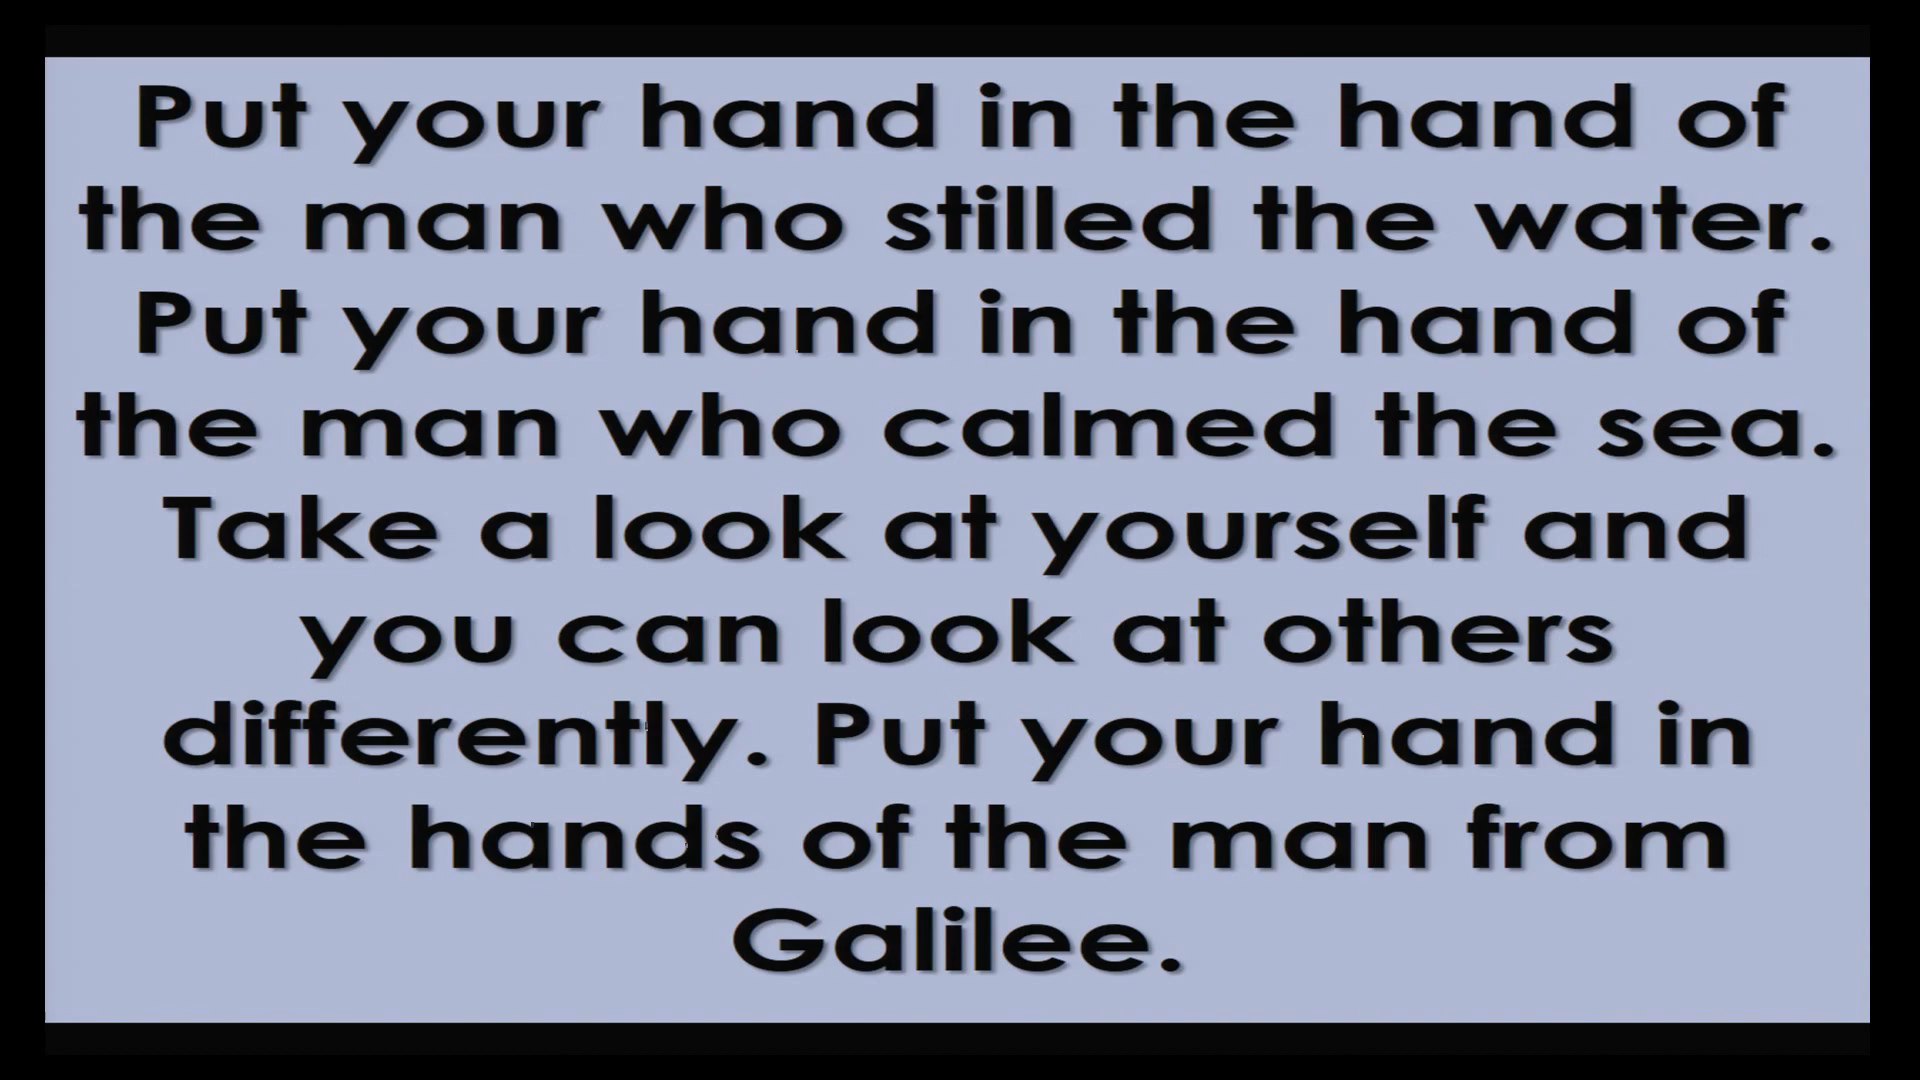 Put your hand in the hand of
the man who stilled the water.
Put your hand in the hand of
the man who calmed the sea.
Take a look at yourself and
you can look at others
differently. Put your hand in
the hands of the man from
Galilee.